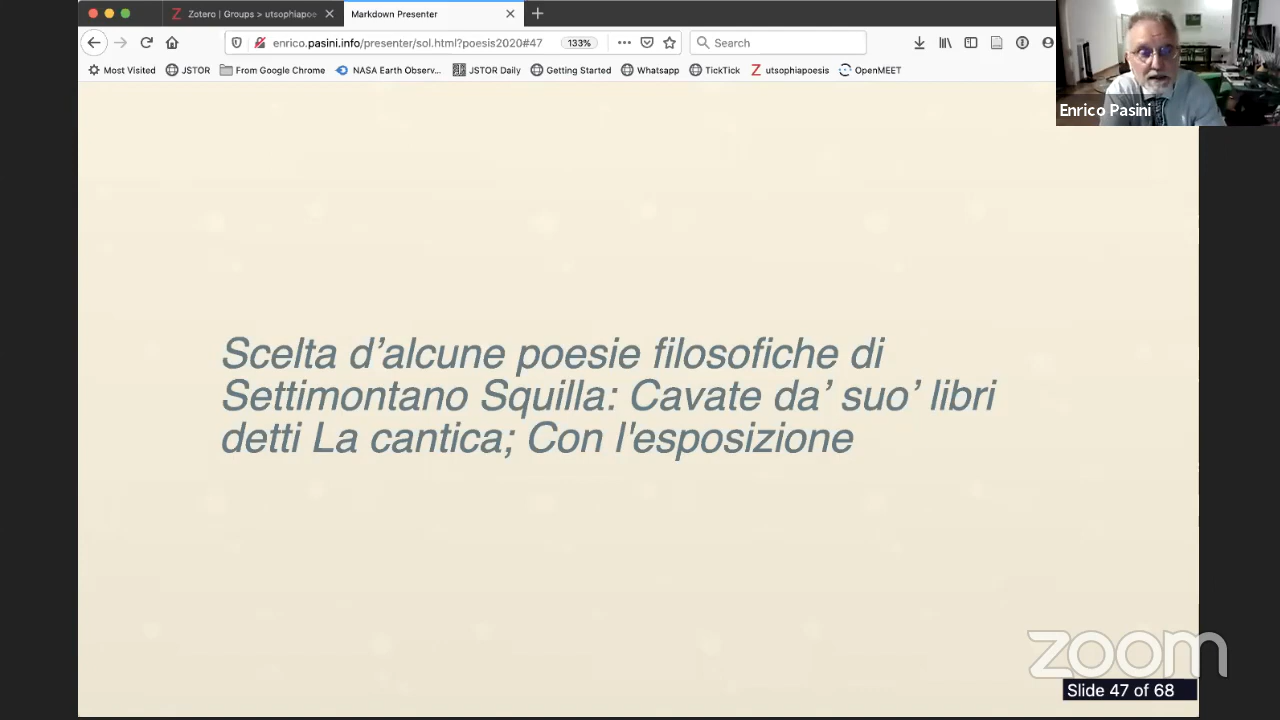 Zotero | Groups > utsophiapoe
Markdown Presenter
enrico.pasini.info/presenter/sol.html?poesis2020#47
133%
Search
Most Visited
JSTOR
From Google Chrome
NASA Earth Observ...
JSTOR Daily
Getting Started
Whatsapp
TickTick
utsophiapoesis
OpenMEET
Enrico Pasini
Scelta d’alcune poesie filosofiche di
Settimontano Squilla: Cavate da’ suo’ libri
detti La cantica; Con l'esposizione
zoom
Slide 47 of 68